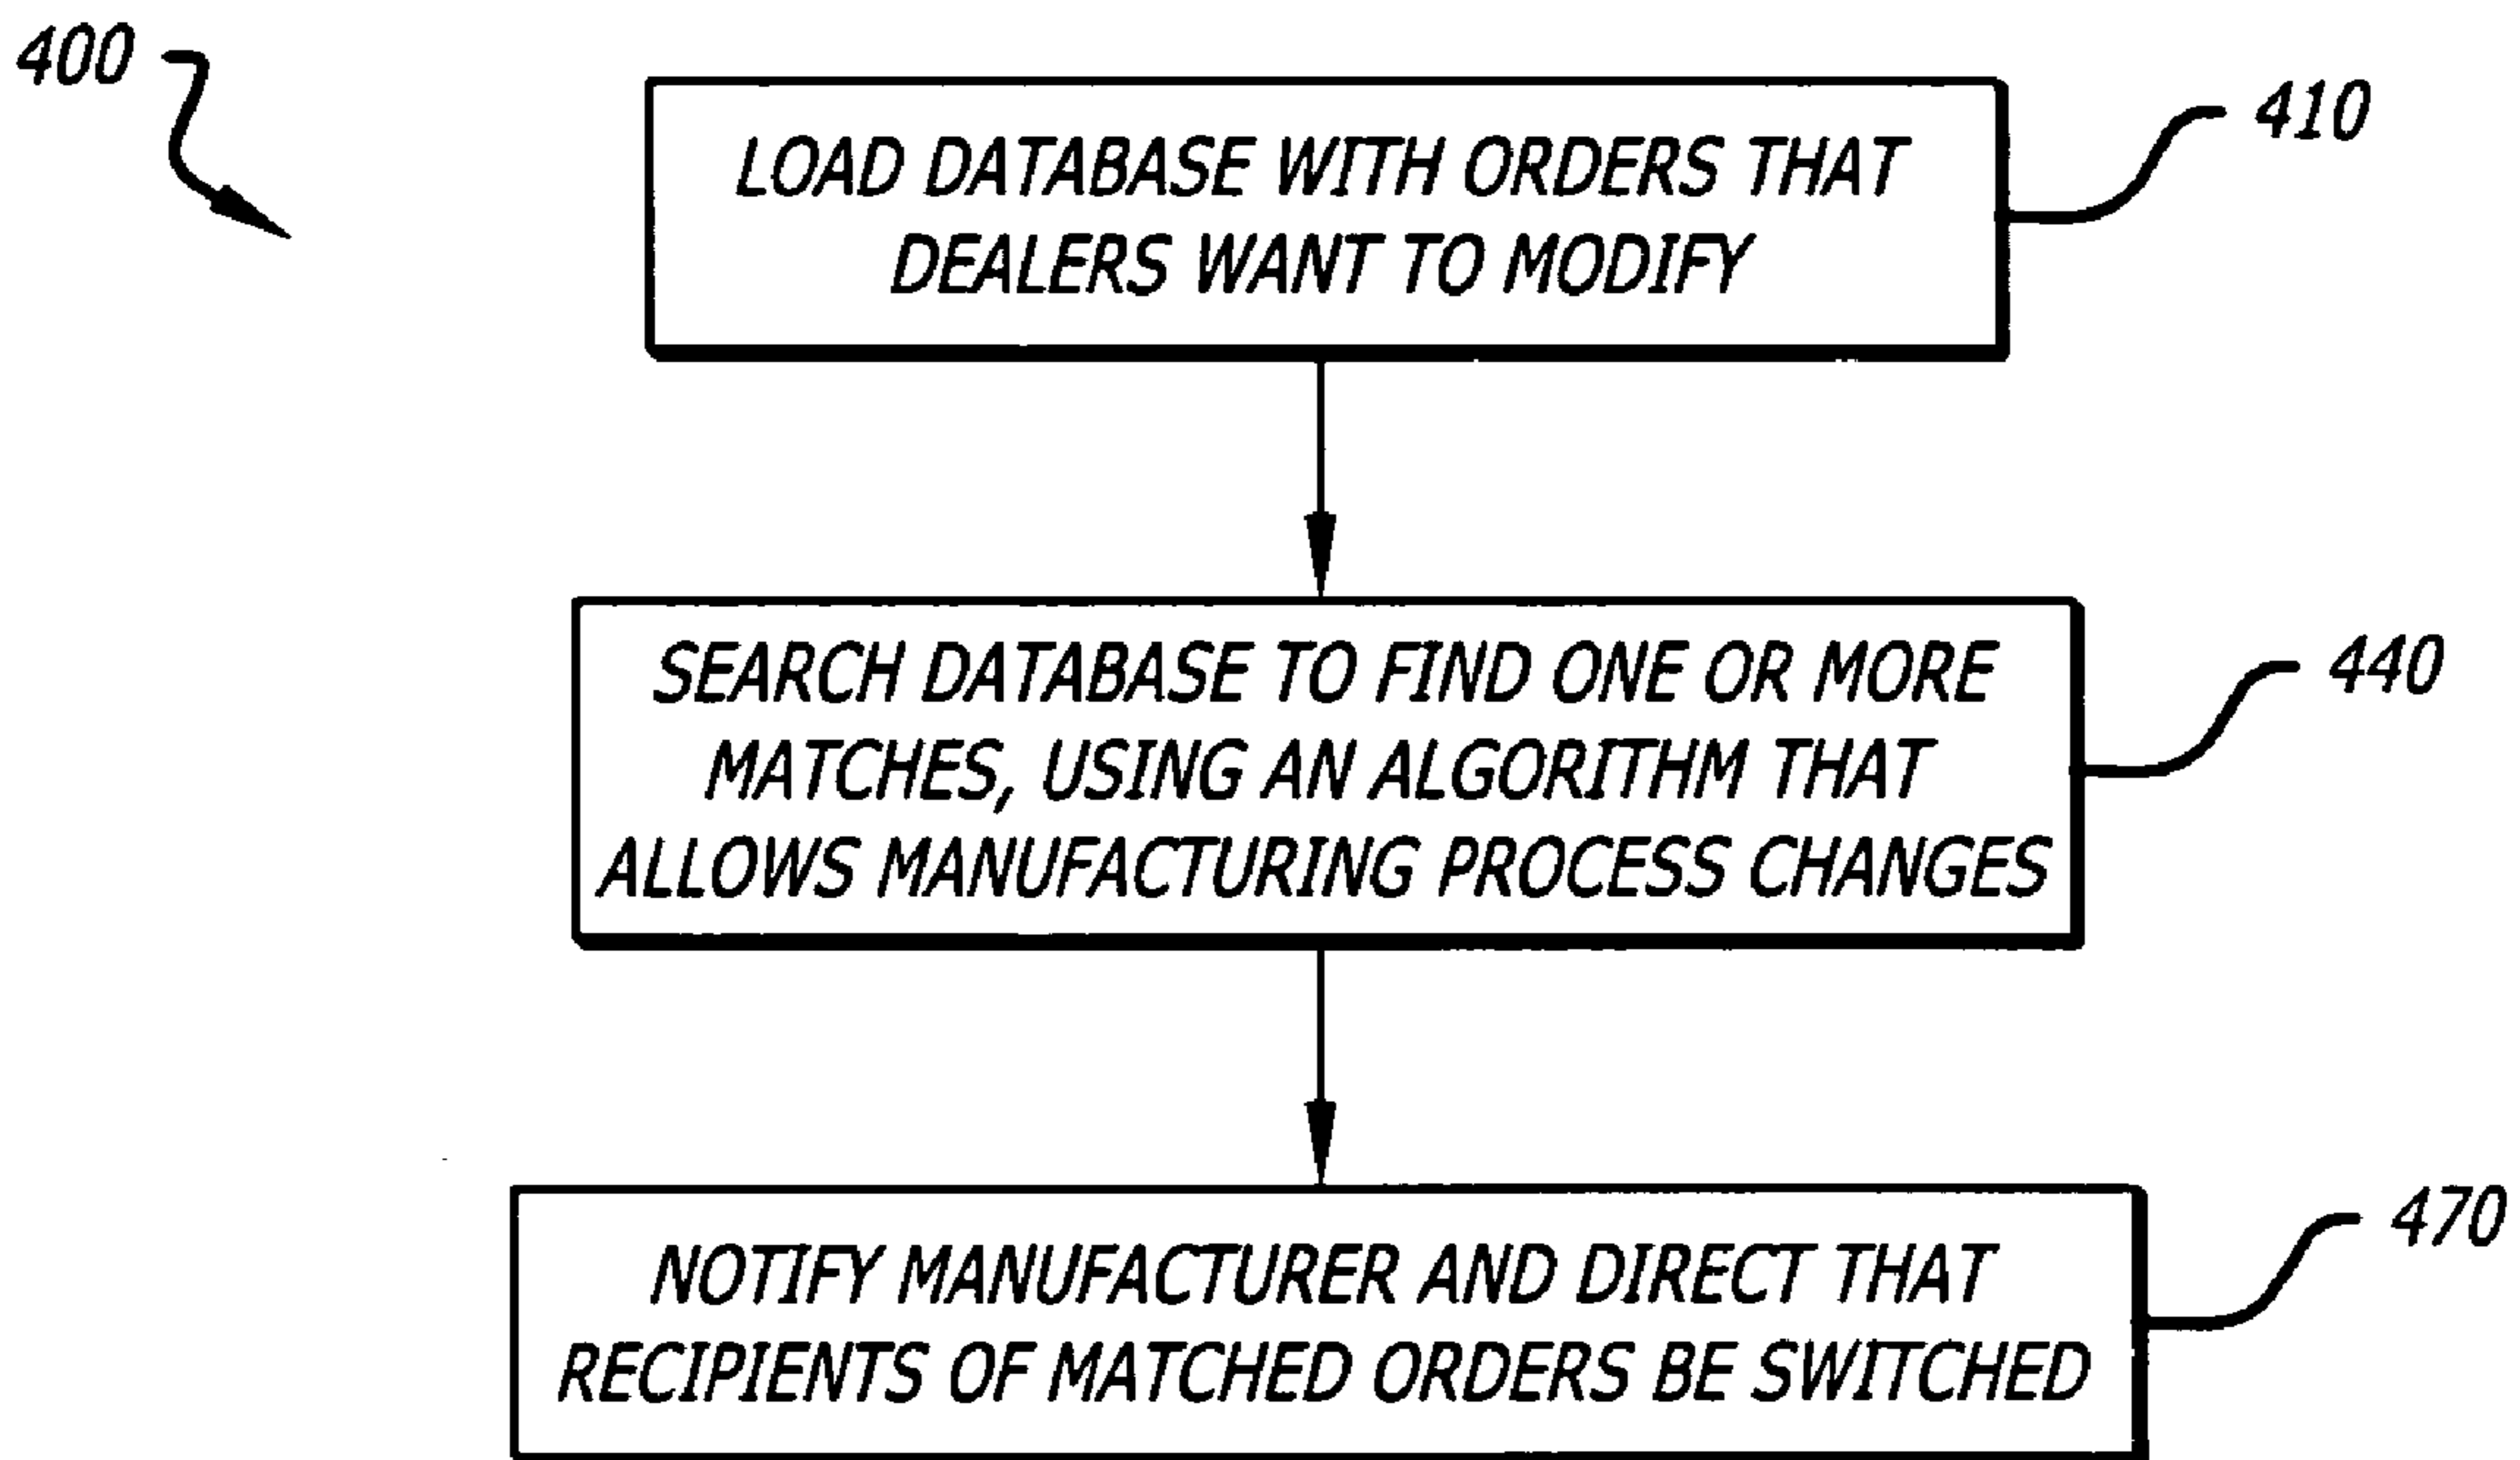 400
410
LOAD DATABASE WITH ORDERS THAT
DEALERS WANT TO MODIFY
440
SEARCH DATABASE TO FIND ONE OR MORE
MATCHES, USING AN ALGORITHM THAT
ALLOWS MANUFACTURING PROCESS CHANGES
470
NOTIFY MANUFACTURER AND DIRECT THAT
RECIPIENTS OF MATCHED ORDERS BE SWITCHED